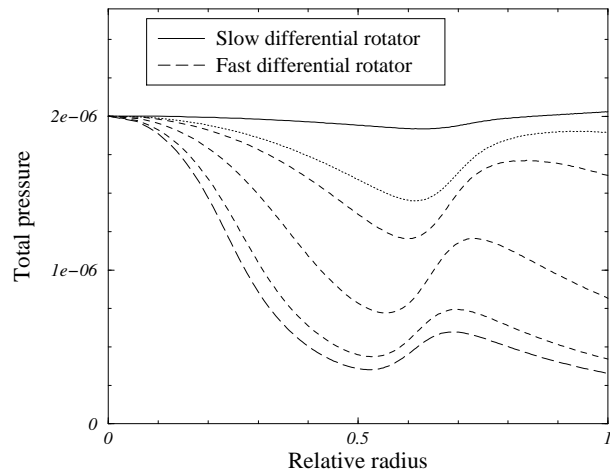 Slow differential rotator
Fast differential rotator
2e−06
Total pressure
1e−06
0
0 0.5 1
Relative radius